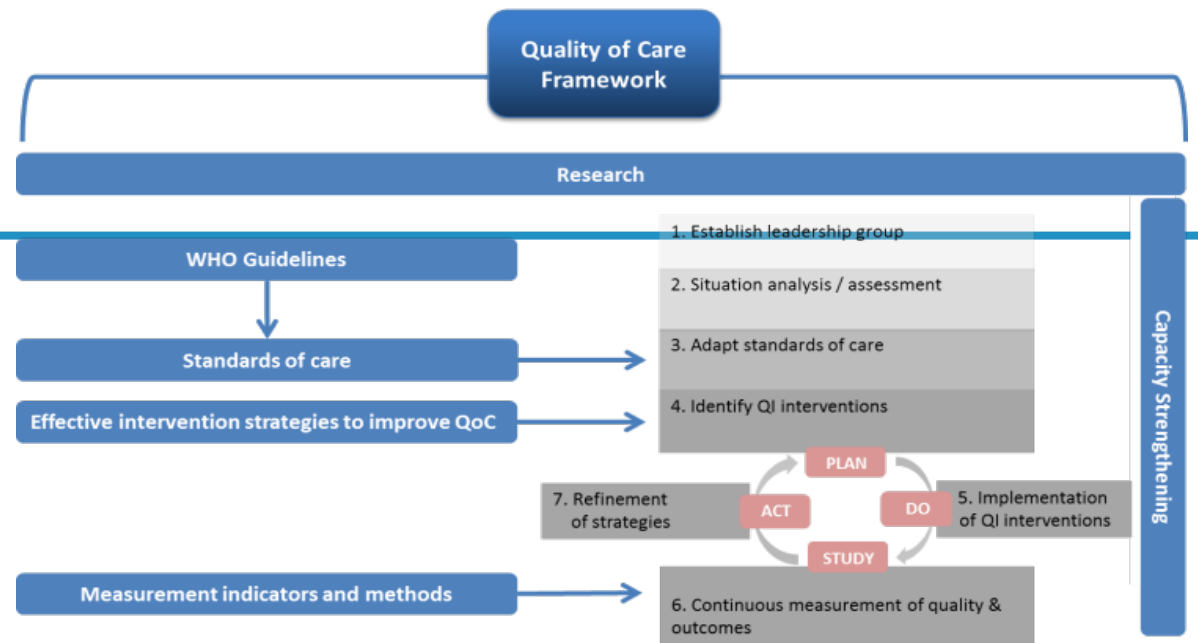 Quality of Care
Framework
Research
WHO Guidelines
Standards of care
Effective intervention strategies to improve QoC
Measurement indicators and methods
1. Establish leadership group
2. Situation analysis / assessment
3. Adapt standards of care
4. Identify QI interventions
PLAN
7. Refinement
of strategies
ACT
DO
5. Implementation
of QI interventions
STUDY
6. Continuous measurement of quality &
outcomes
Capacity Strengthening